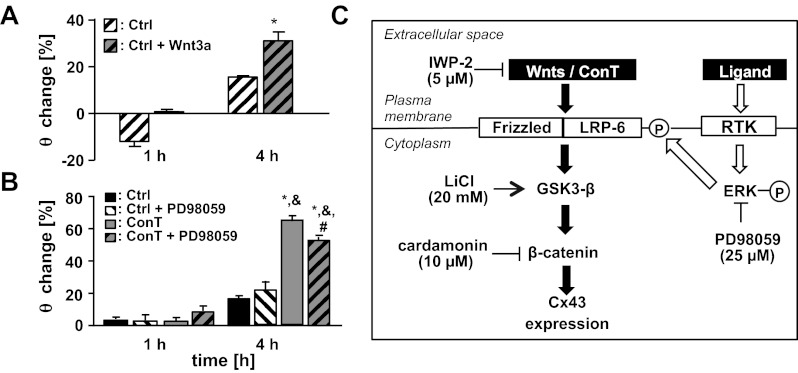 A
θ change [%]
40
20
0
-20
: Ctrl
: Ctrl + Wnt3a
*
1 h
4 h
B
θ change [%]
80
60
40
20
0
: Ctrl
: Ctrl + PD98059
: ConT
: ConT + PD98059
*,&
*,&,
#
1 h
4 h
time [h]
C
Extracellular space
IWP-2
(5 µM)
Wnts / ConT
Ligand
Plasma
membrane
Frizzled
LRP-6
P
RTK
Cytoplasm
LiCl
(20 mM)
GSK3-β
ERK
P
cardamonin
(10 µM)
β-catenin
PD98059
(25 µM)
Cx43
expression